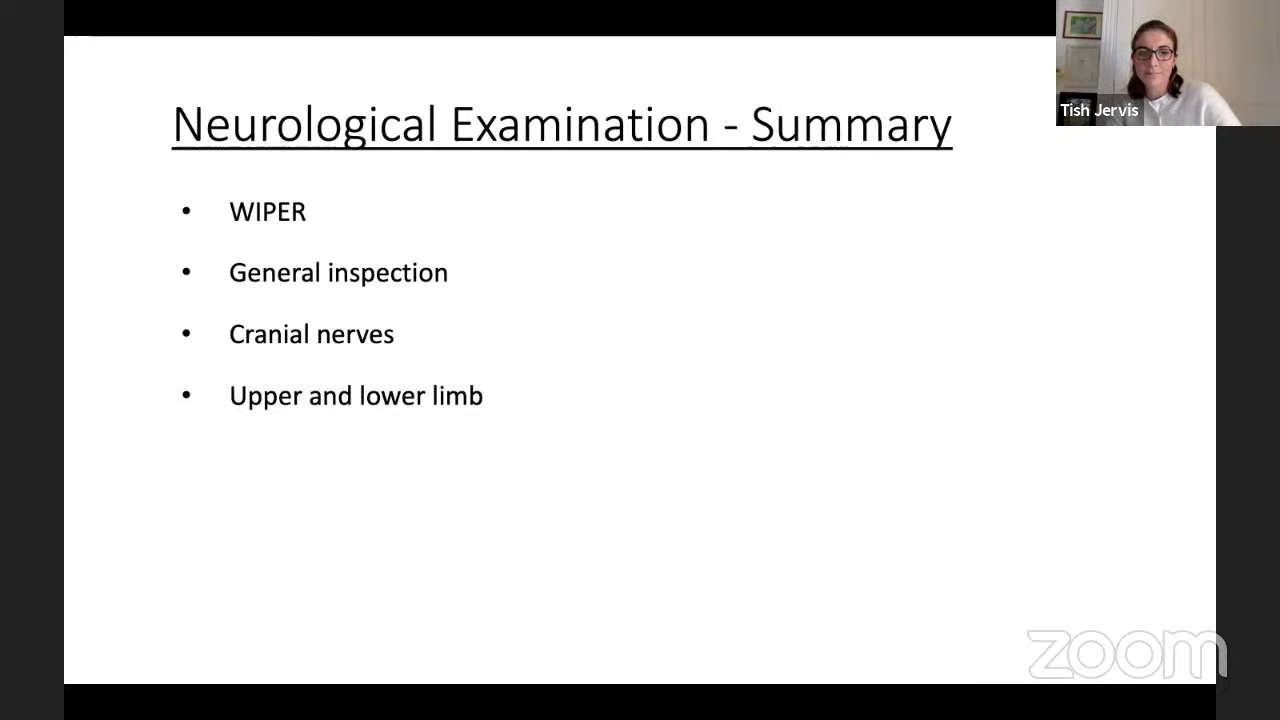 Neurological Examination - Summary
• WIPER
• General inspection
• Cranial nerves
• Upper and lower limb
Tish Jervis
zoom